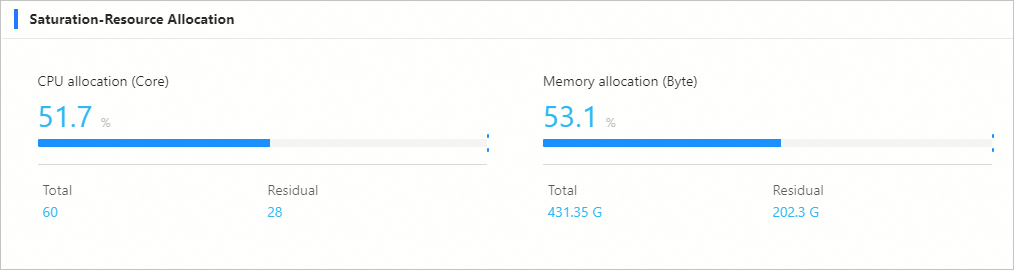 Saturation-Resource Allocation
CPU allocation (Core)
51.7 %
Total
Residual
60
28
Memory allocation (Byte)
53.1 %
Total
Residual
431.35 G
202.3 G